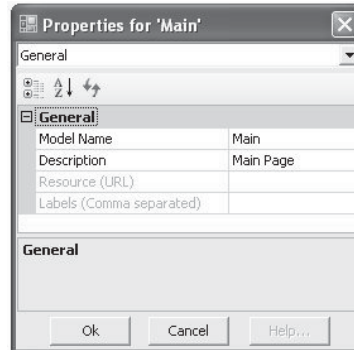 Properties for 'Main'
General
General
Model Name Main
Description Main Page
Resource (URL)
Labels (Comma separated)
General
Ok Cancel Help...